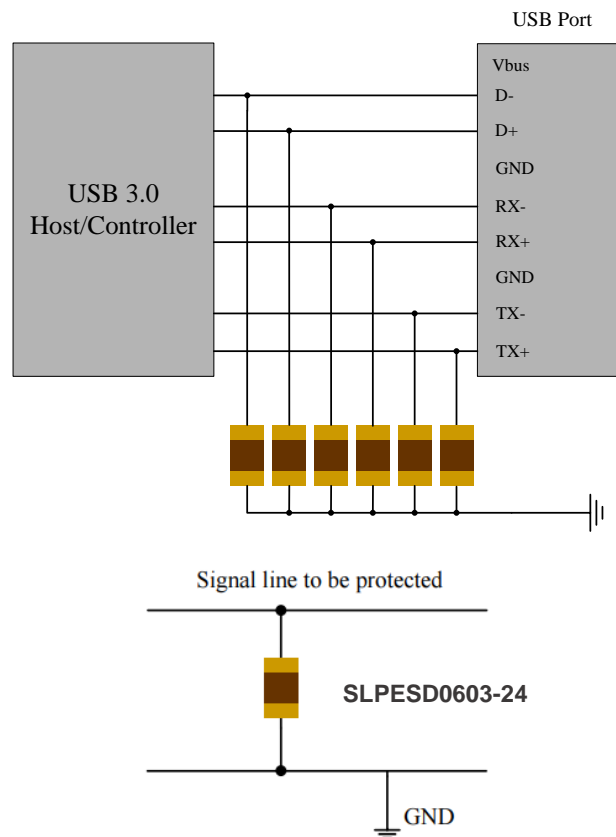 USB Port
Vbus
D-
D+
GND
USB 3.0
Host/Controller
RX-
RX+
GND
TX-
TX+
Signal line to be protected
SLPESD0603-24
GND